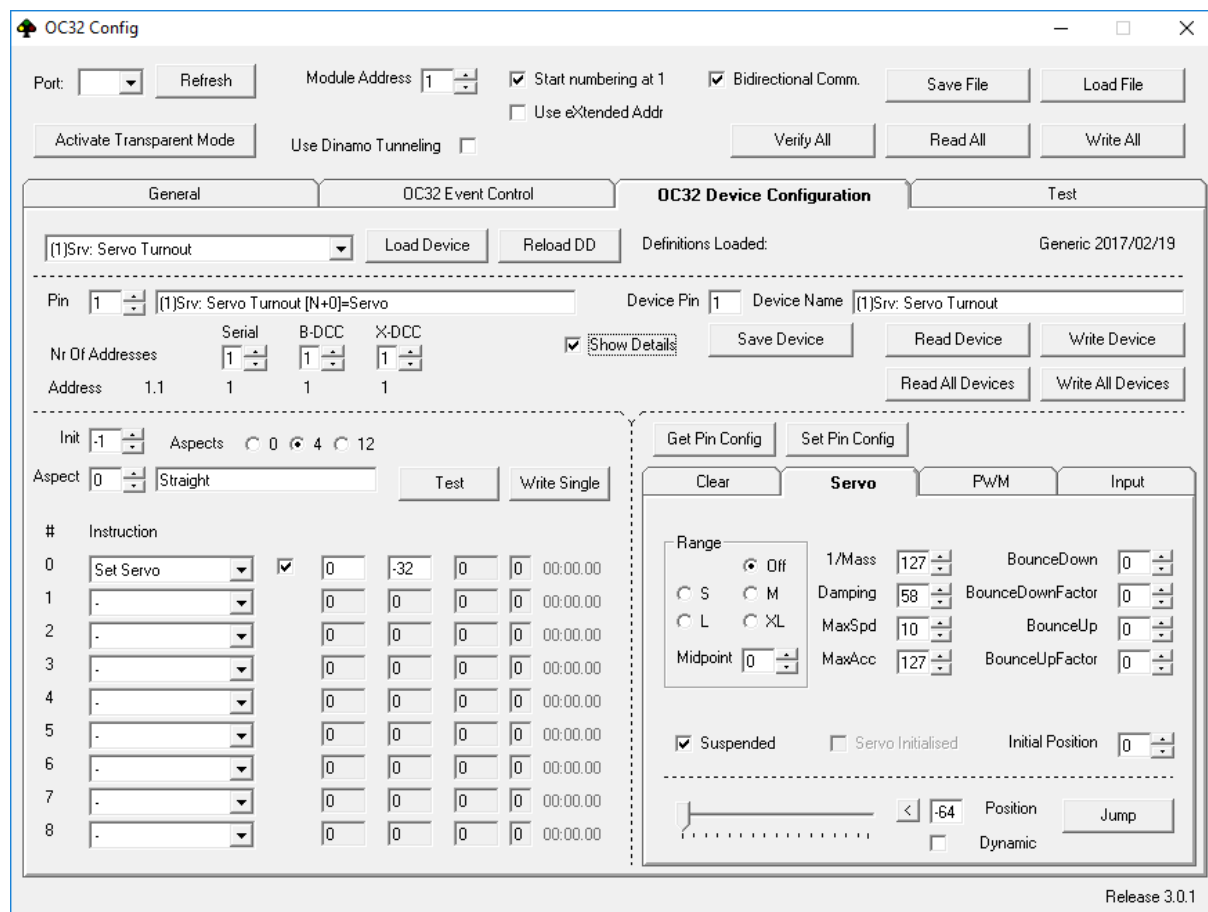 OC32 Config
Port: Refresh Module Address 1 Start numbering at 1 Bidirectional Comm. Save File Load File
Use eXtended Addr
Activate Transparent Mode Use Dinamo Tunneling Verify All Read All Write All
General OC32 Event Control OC32 Device Configuration Test
(1)Srv: Servo Turnout Load Device Reload DD Definitions Loaded: Generic 2017/02/19
Pin 1 (1)Srv: Servo Turnout [N+0]=Servo Device Pin 1 Device Name (1)Srv: Servo Turnout
Serial B-DCC X-DCC
Nr Of Addresses 1 1 1 Show Details Save Device Read Device Write Device
Address 1.1 1 1 1 Read All Devices Write All Devices
Init -1 Aspects 0 4 12
Aspect 0 Straight Test Write Single
# Instruction
0 Set Servo 0 -32 0 0 00:00.00
1 - 0 0 0 0 00:00.00
2 - 0 0 0 0 00:00.00
3 - 0 0 0 0 00:00.00
4 - 0 0 0 0 00:00.00
5 - 0 0 0 0 00:00.00
6 - 0 0 0 0 00:00.00
7 - 0 0 0 0 00:00.00
8 - 0 0 0 0 00:00.00
Get Pin Config Set Pin Config
Clear Servo PWM Input
Range
Off 1/Mass 127 BounceDown 0
S M Damping 58 BounceDownFactor 0
L XL MaxSpd 10 BounceUp 0
Midpoint 0 MaxAcc 127 BounceUpFactor 0
Suspended Servo Initialised Initial Position 0
< -64 Position Jump
Dynamic
Release 3.0.1